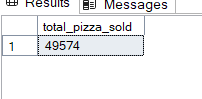 Results Messages
total_pizza_sold
1 49574